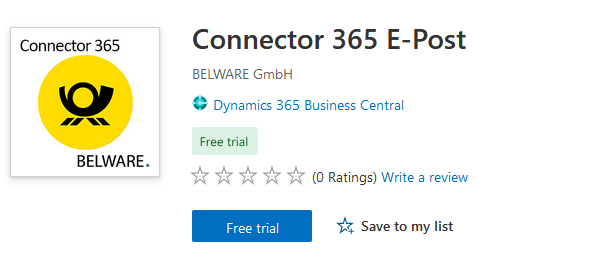 Connector 365
BELWARE.
Connector 365 E-Post
BELWARE GmbH
Dynamics 365 Business Central
Free trial
(0 Ratings) Write a review
Free trial
Save to my list